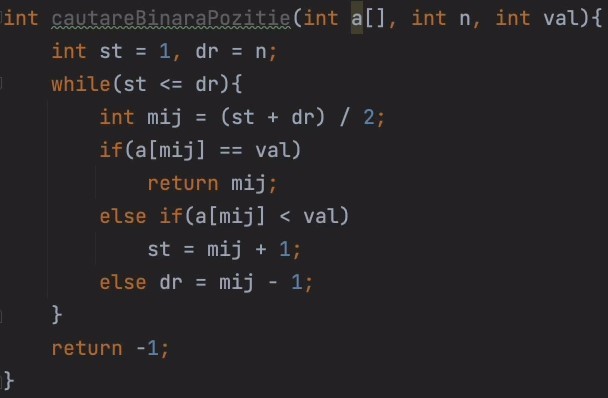 int cautareBinaraPozitie(int a[], int n, int val){
    int st = 1, dr = n;
    while(st <= dr){
        int mij = (st + dr) / 2;
        if(a[mij] == val)
            return mij;
        else if(a[mij] < val)
            st = mij + 1;
        else dr = mij - 1;
    }
    return -1;
}